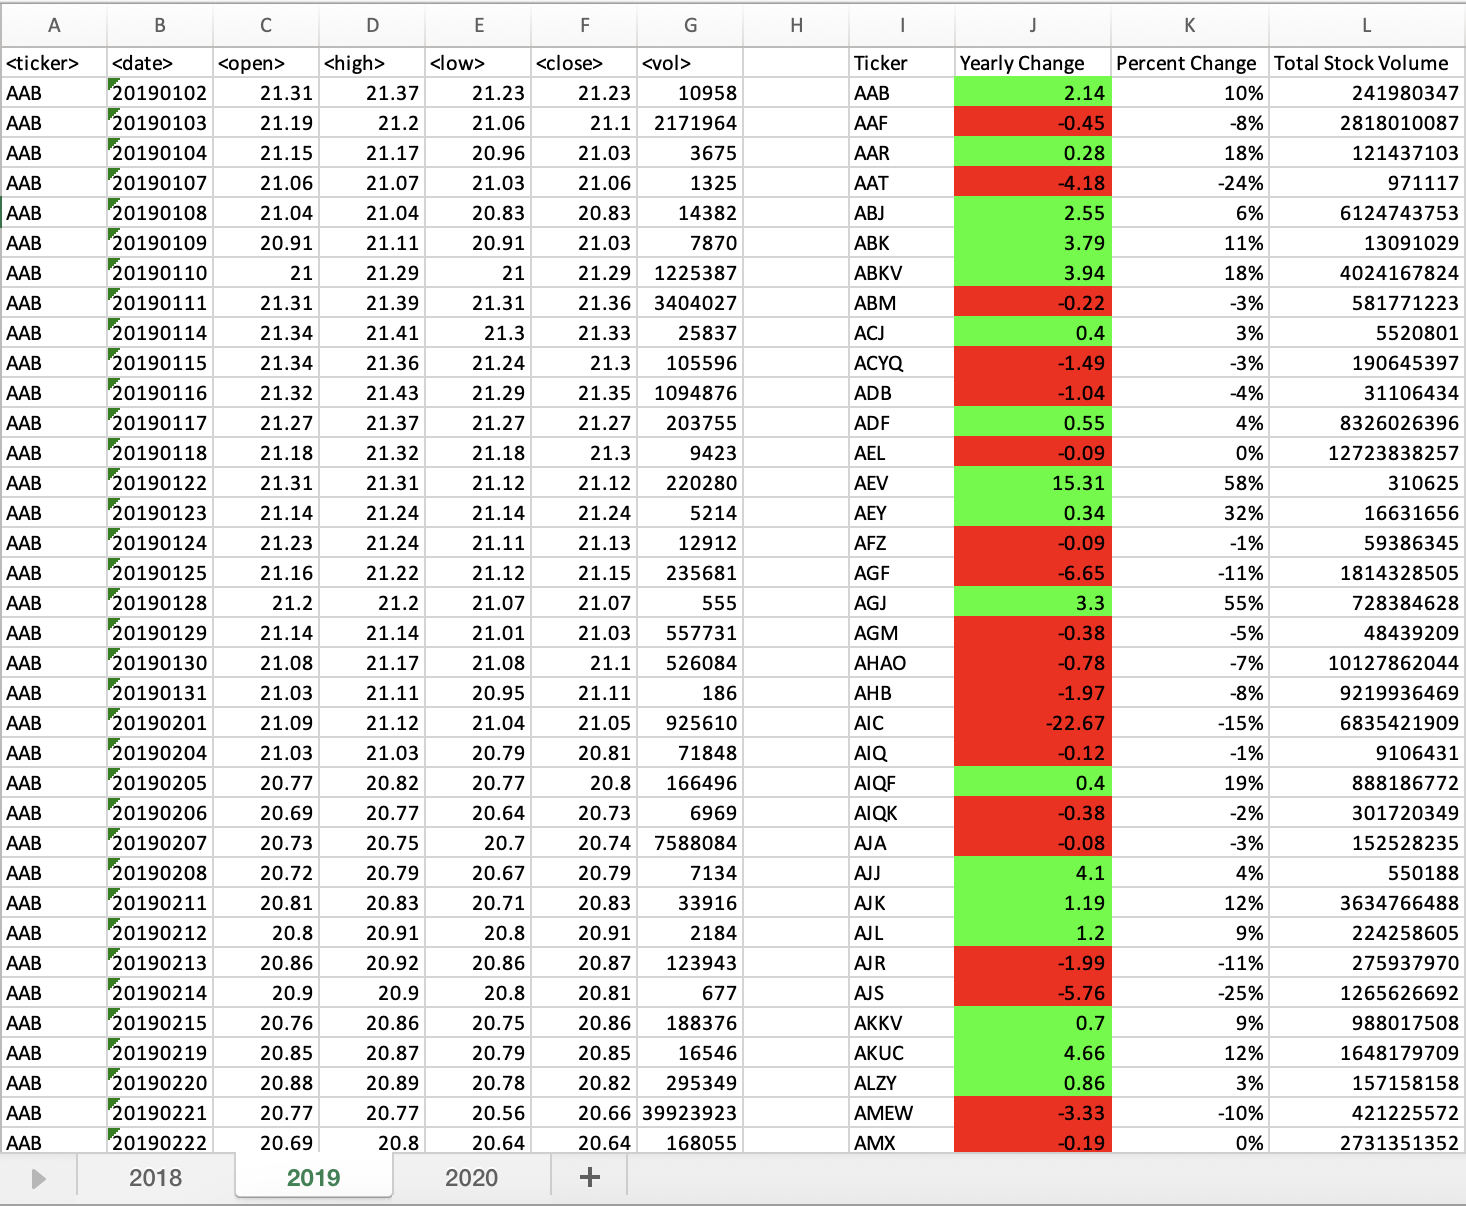 A B C D E F G H I J K L
<ticker> <date> <open> <high> <low> <close> <vol> Ticker Yearly Change Percent Change Total Stock Volume
AAB 20190102 21.31 21.37 21.23 21.23 10958 AAB 2.14 10% 241980347
AAB 20190103 21.19 21.2 21.06 21.1 2171964 AAF -0.45 -8% 2818010087
AAB 20190104 21.15 21.17 20.96 21.03 3675 AAR 0.28 18% 121437103
AAB 20190107 21.06 21.07 21.03 21.06 1325 AAT -4.18 -24% 971117
AAB 20190108 21.04 21.04 20.83 20.83 14382 ABJ 2.55 6% 6124743753
AAB 20190109 20.91 21.11 20.91 21.03 7870 ABK 3.79 11% 13091029
AAB 20190110 21 21.29 21 21.29 1225387 ABKV 3.94 18% 4024167824
AAB 20190111 21.31 21.39 21.31 21.36 3404027 ABM -0.22 -3% 581771223
AAB 20190114 21.34 21.41 21.3 21.33 25837 ACJ 0.4 3% 5520801
AAB 20190115 21.34 21.36 21.24 21.3 105596 ACYQ -1.49 -3% 190645397
AAB 20190116 21.32 21.43 21.29 21.35 1094876 ADB -1.04 -4% 31106434
AAB 20190117 21.27 21.37 21.27 21.27 203755 ADF 0.55 4% 8326026396
AAB 20190118 21.18 21.32 21.18 21.3 9423 AEL -0.09 0% 12723838257
AAB 20190122 21.31 21.31 21.12 21.12 220280 AEV 15.31 58% 310625
AAB 20190123 21.14 21.24 21.14 21.24 5214 AEY 0.34 32% 16631656
AAB 20190124 21.23 21.24 21.11 21.13 12912 AFZ -0.09 -1% 59386345
AAB 20190125 21.16 21.22 21.12 21.15 235681 AGF -6.65 -11% 1814328505
AAB 20190128 21.2 21.2 21.07 21.07 555 AGJ 3.3 55% 728384628
AAB 20190129 21.14 21.14 21.01 21.03 557731 AGM -0.38 -5% 48439209
AAB 20190130 21.08 21.17 21.08 21.1 526084 AHAO -0.78 -7% 10127862044
AAB 20190131 21.03 21.11 20.95 21.11 186 AHB -1.97 -8% 9219936469
AAB 20190201 21.09 21.12 21.04 21.05 925610 AIC -22.67 -15% 6835421909
AAB 20190204 21.03 21.03 20.79 20.81 71848 AIQ -0.12 -1% 9106431
AAB 20190205 20.77 20.82 20.77 20.8 166496 AIQF 0.4 19% 888186772
AAB 20190206 20.69 20.77 20.64 20.73 6969 AIQK -0.38 -2% 301720349
AAB 20190207 20.73 20.75 20.7 20.74 7588084 AJA -0.08 -3% 152528235
AAB 20190208 20.72 20.79 20.67 20.79 7134 AJJ 4.1 4% 550188
AAB 20190211 20.81 20.83 20.71 20.83 33916 AJK 1.19 12% 3634766488
AAB 20190212 20.8 20.91 20.8 20.91 2184 AJL 1.2 9% 224258605
AAB 20190213 20.86 20.92 20.86 20.87 123943 AJR -1.99 -11% 275937970
AAB 20190214 20.9 20.9 20.8 20.81 677 AJS -5.76 -25% 1265626692
AAB 20190215 20.76 20.86 20.75 20.86 188376 AKKV 0.7 9% 988017508
AAB 20190219 20.85 20.87 20.79 20.85 16546 AKUC 4.66 12% 1648179709
AAB 20190220 20.88 20.89 20.78 20.82 295349 ALZY 0.86 3% 157158158
AAB 20190221 20.77 20.77 20.56 20.66 39923923 AMEW -3.33 -10% 421225572
AAB 20190222 20.69 20.8 20.64 20.64 168055 AMX -0.19 0% 2731351352
2018 2019 2020 +